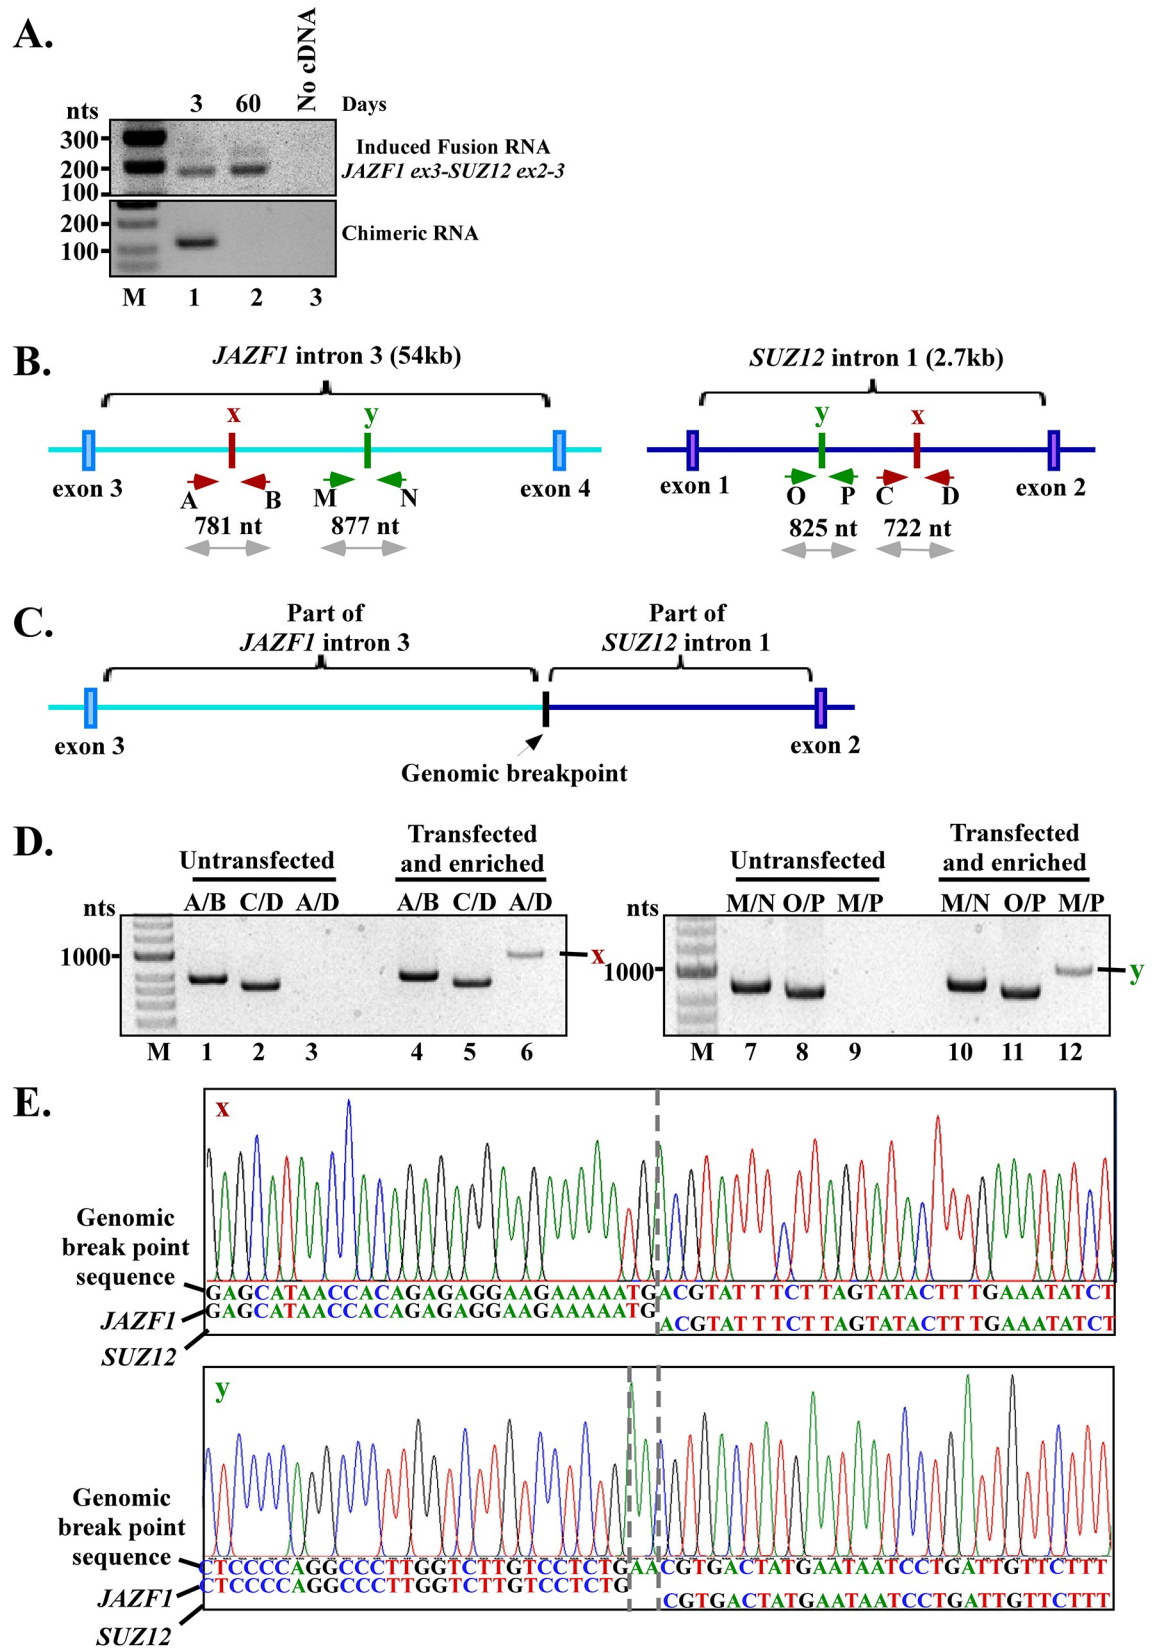 A.
No cDNA
nts 3 60 Days
300
200
100
Induced Fusion RNA
JAZF1 ex3-SUZ12 ex2-3
200
100
Chimeric RNA
M 1 2 3
B.
JAZF1 intron 3 (54kb)
SUZ12 intron 1 (2.7kb)
x y y x
exon 3 A B M N exon 4
exon 1 O P C D exon 2
781 nt 877 nt
825 nt 722 nt
C.
Part of
JAZF1 intron 3
Part of
SUZ12 intron 1
exon 3
exon 2
Genomic breakpoint
D.
Untransfected
Transfected
and enriched
A/B C/D A/D A/B C/D A/D
nts
1000
x
M 1 2 3 4 5 6
Untransfected
Transfected
and enriched
M/N O/P M/P M/N O/P M/P
nts
1000
y
M 7 8 9 10 11 12
E.
x
Genomic
break point
sequence
GAGCATAACCACAGAGAGGAAGAAAAATGACGTATTTCTTAGTATACTTTGAAATATCT
JAZF1
GAGCATAACCACAGAGAGGAAGAAAAATG
SUZ12
ACGTATTTCTTAGTATACTTTGAAATATCT
y
Genomic
break point
sequence
CTCCCCCAGGCCCTTGGTCTTGTCCTCTGAACGTGACTATGAATAATCCTGATTGTTCTTT
JAZF1
CTCCCCCAGGCCCTTGGTCTTGTCCTCTG
SUZ12
CGTGACTATGAATAATCCTGATTGTTCTTT